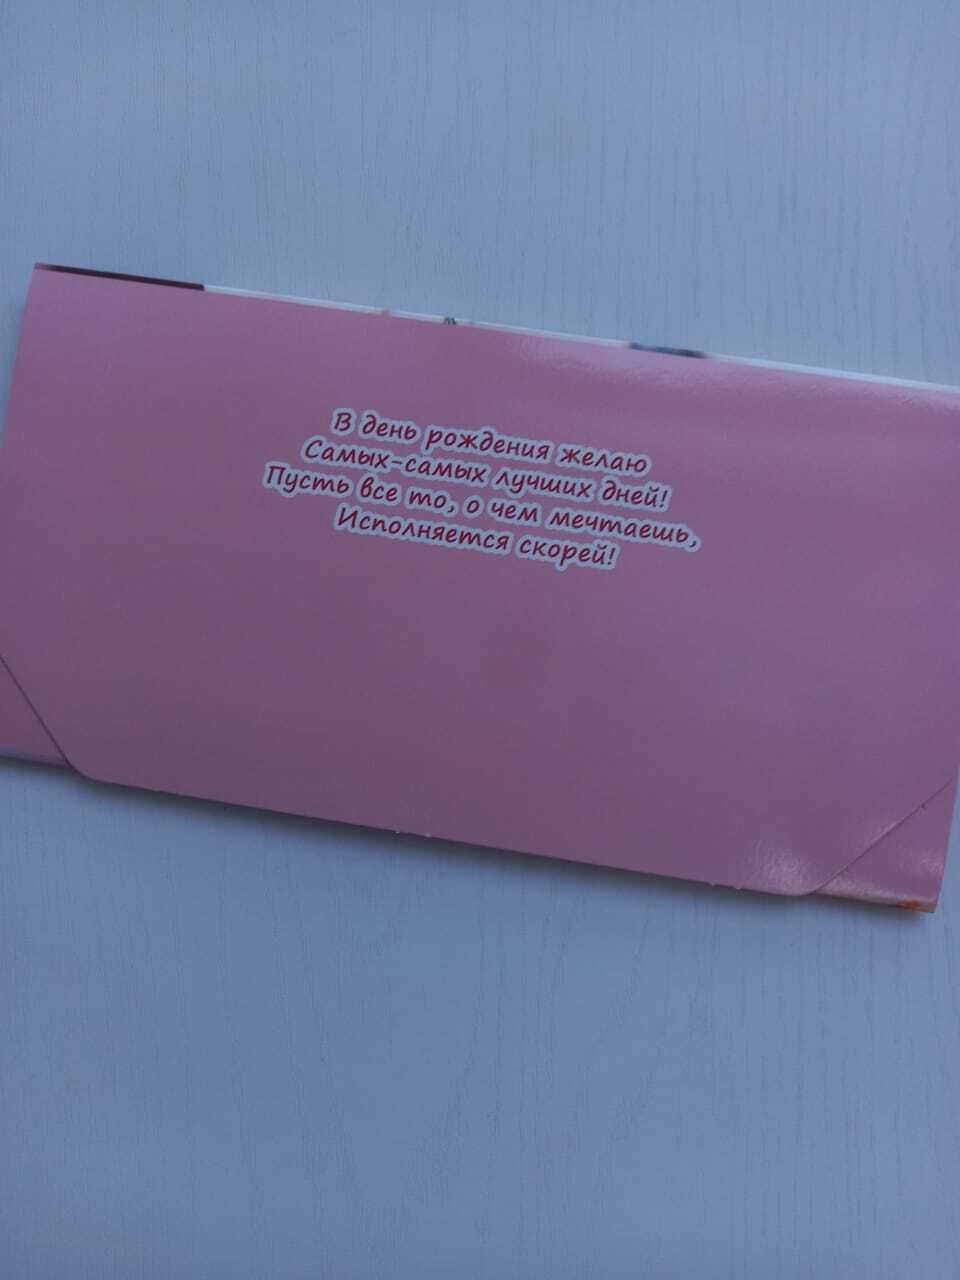 В день рождения желаю
Самых-самых лучших дней!
Пусть все то, о чем мечтаешь,
Исполняется скорей!